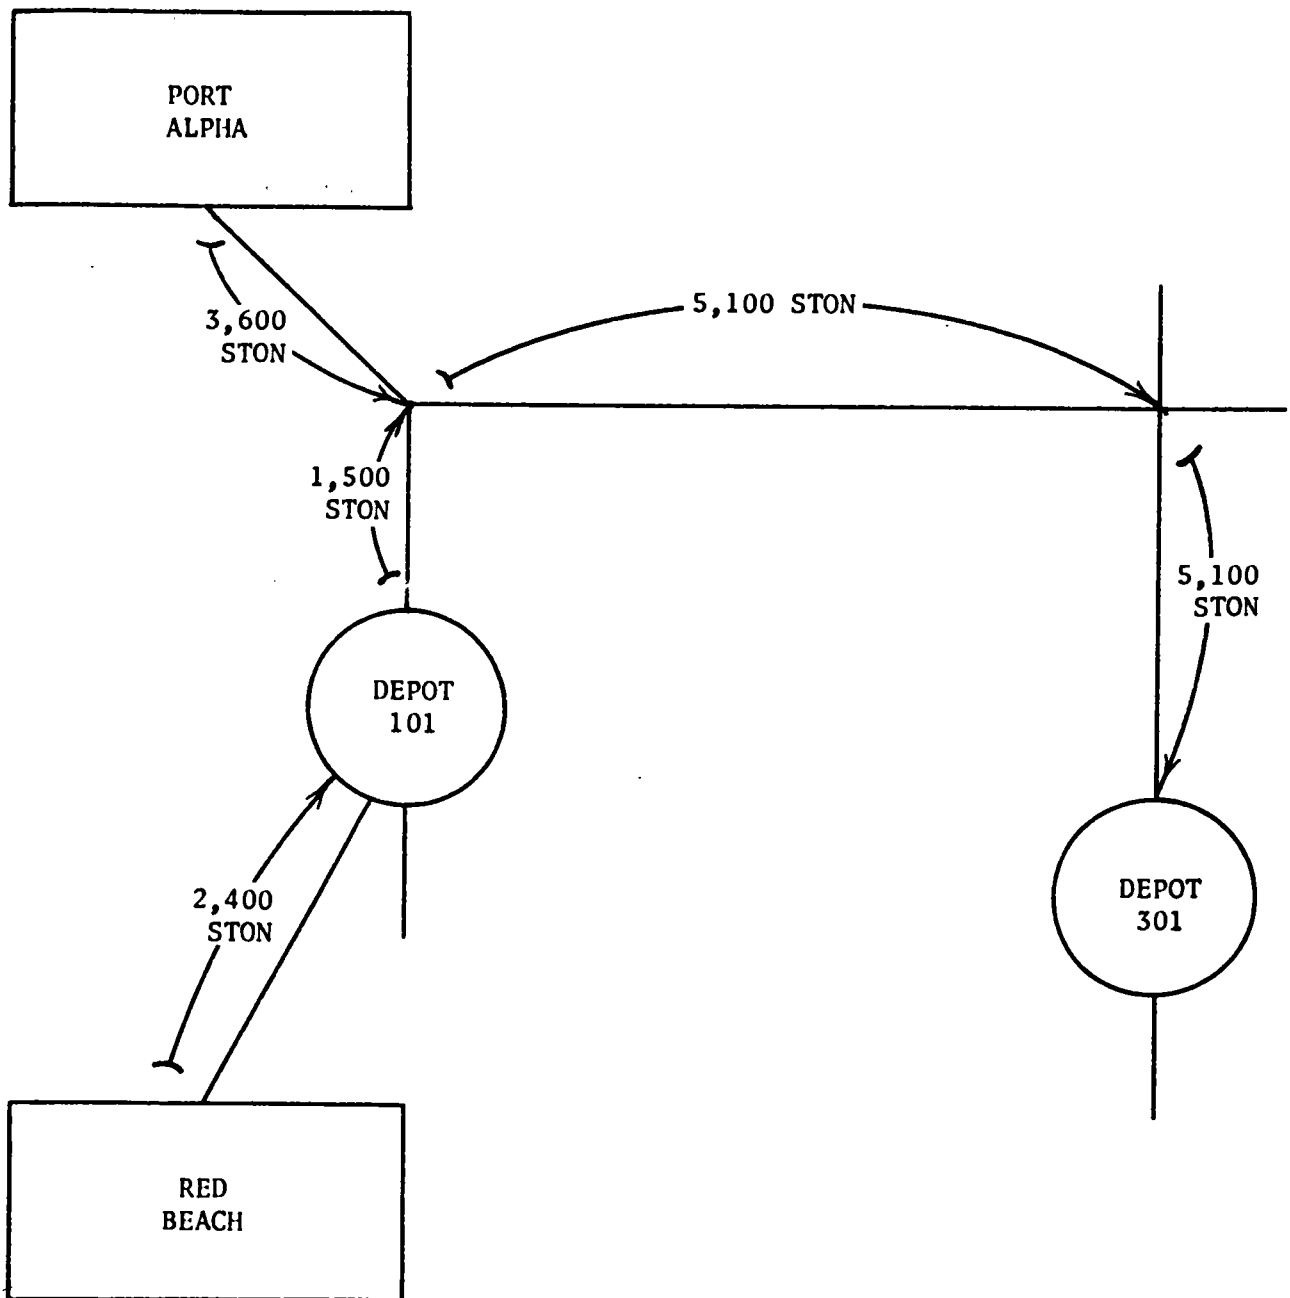 PORT
ALPHA
5,100 STON
3,600
STON
1,500
STON
5,100
STON
DEPOT
101
2,400
STON
DEPOT
301
RED
BEACH